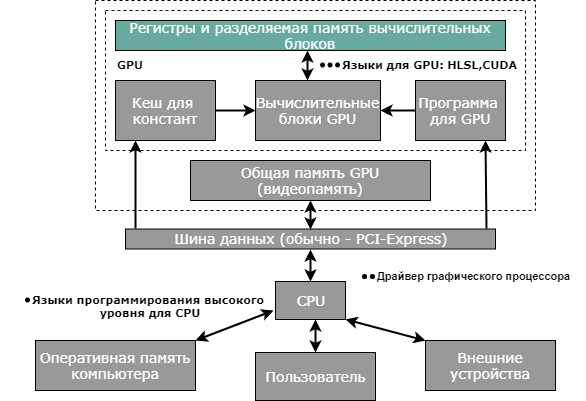 Регистры и разделяемая память вычислительных
блоков
GPU
●●●Языки для GPU: HLSL,CUDA
Кеш для
констант
Вычислительные
блоки GPU
Программа
для GPU
Общая память GPU
(видеопамять)
Шина данных (обычно - PCI-Express)
●●Драйвер графического процессора
CPU
●Языки программирования высокого
уровня для CPU
Оперативная память
компьютера
Пользователь
Внешние
устройства